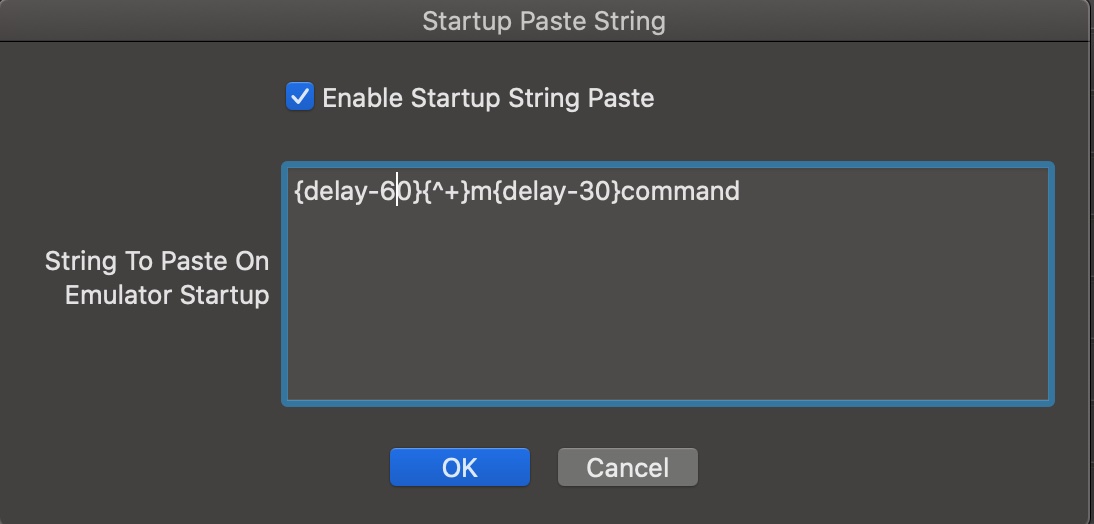 Startup Paste String
Enable Startup String Paste
{delay-60}{^+}m{delay-30}command
String To Paste On
Emulator Startup
OK
Cancel